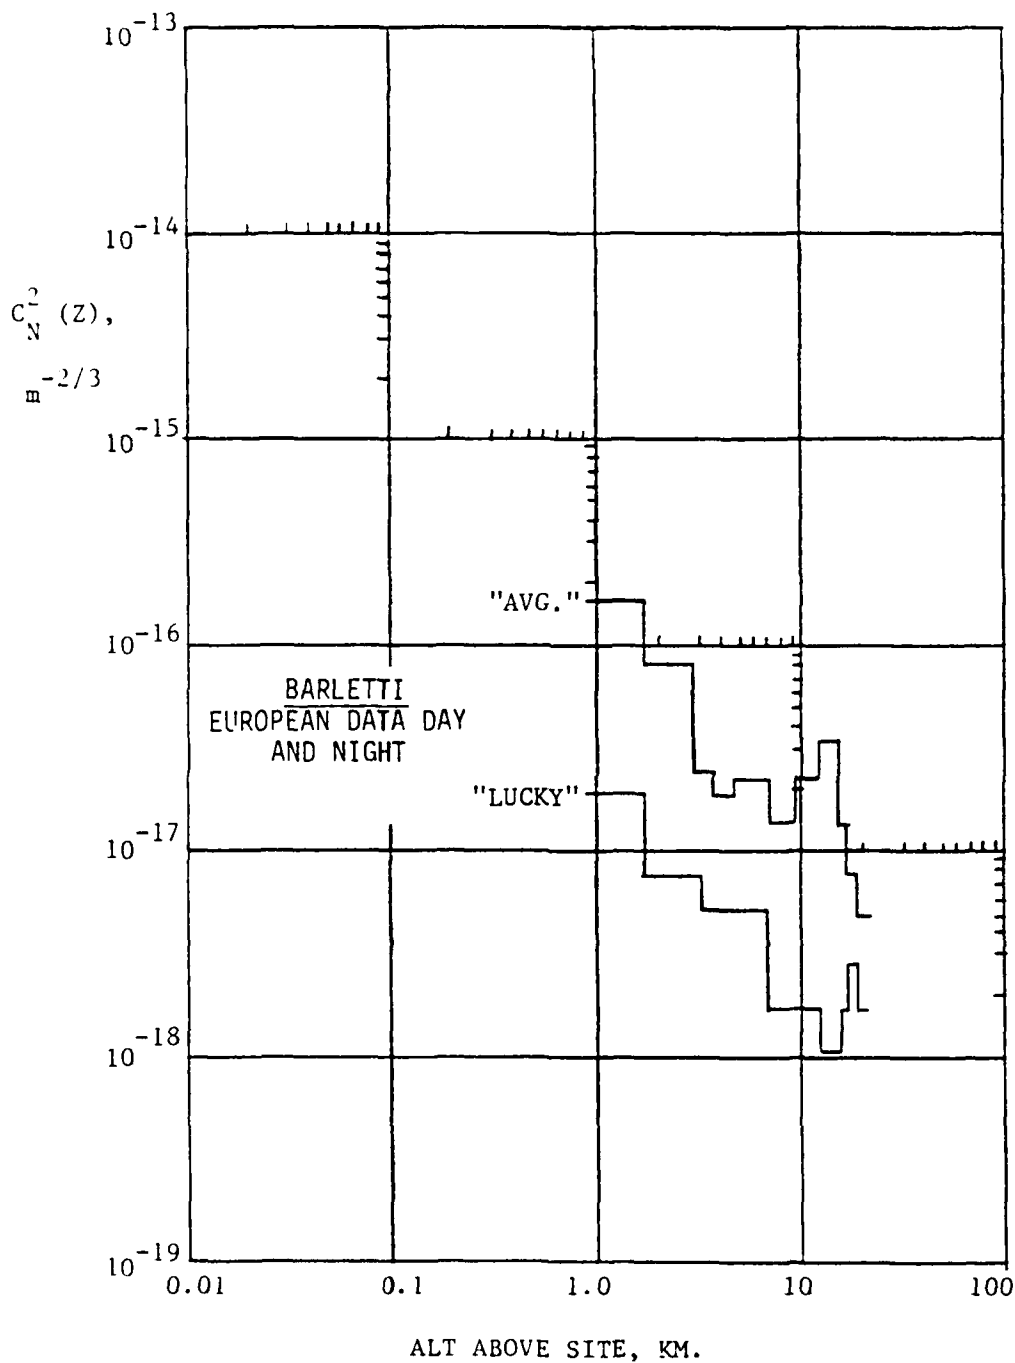 10^-13
10^-14
C_N^2 (Z),
m^-2/3
10^-15
"AVG."
10^-16
BARLETTI
EUROPEAN DATA DAY
AND NIGHT
"LUCKY"
10^-17
10^-18
10^-19
0.01 0.1 1.0 10 100
ALT ABOVE SITE, KM.